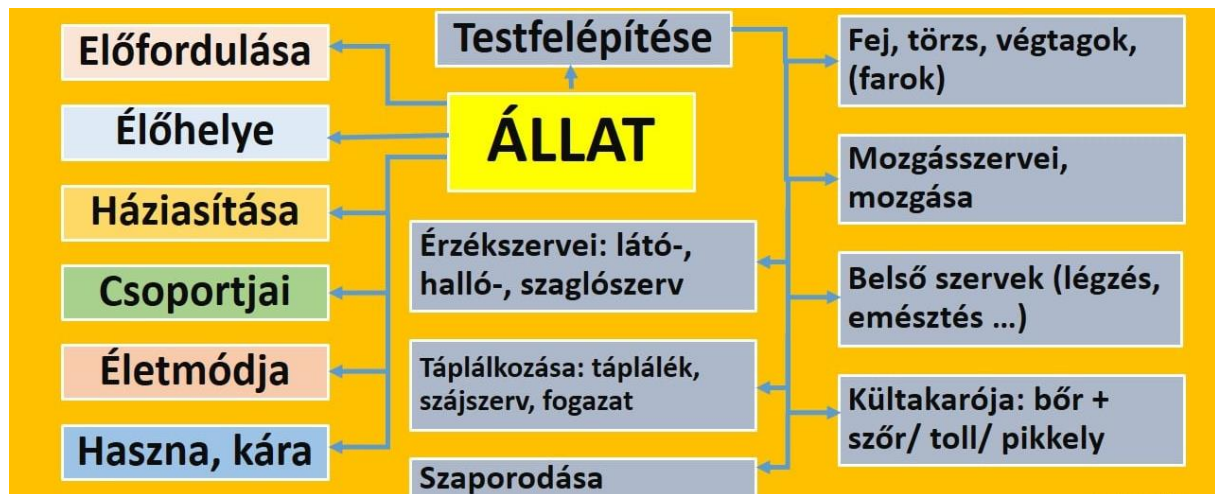 Előfordulása
Élőhelye
Háziasítása
Csoportjai
Életmódja
Haszna, kára
Testfelépítése
ÁLLAT
Érzékszervei: látó-,
halló-, szaglószerv
Táplálkozása: táplálék,
szájszerv, fogazat
Szaporodása
Fej, törzs, végtagok,
(farok)
Mozgásszervei,
mozgása
Belső szervek (légzés,
emésztés ...)
Kültakarója: bőr +
szőr/ toll/ pikkely